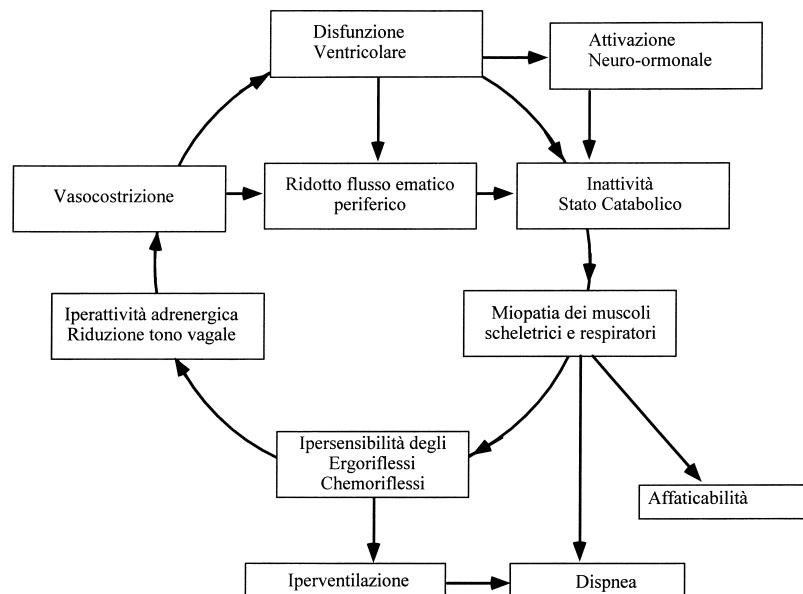 Disfunzione
Ventricolare
Attivazione
Neuro-ormonale
Vasocostrizione
Ridotto flusso ematico
periferico
Inattività
Stato Catabolico
Iperattività adrenergica
Riduzione tono vagale
Miopatia dei muscoli
scheletrici e respiratori
Ipersensibilità degli
Ergoriflessi
Chemoriflessi
Affaticabilità
Iperventilazione
Dispnea